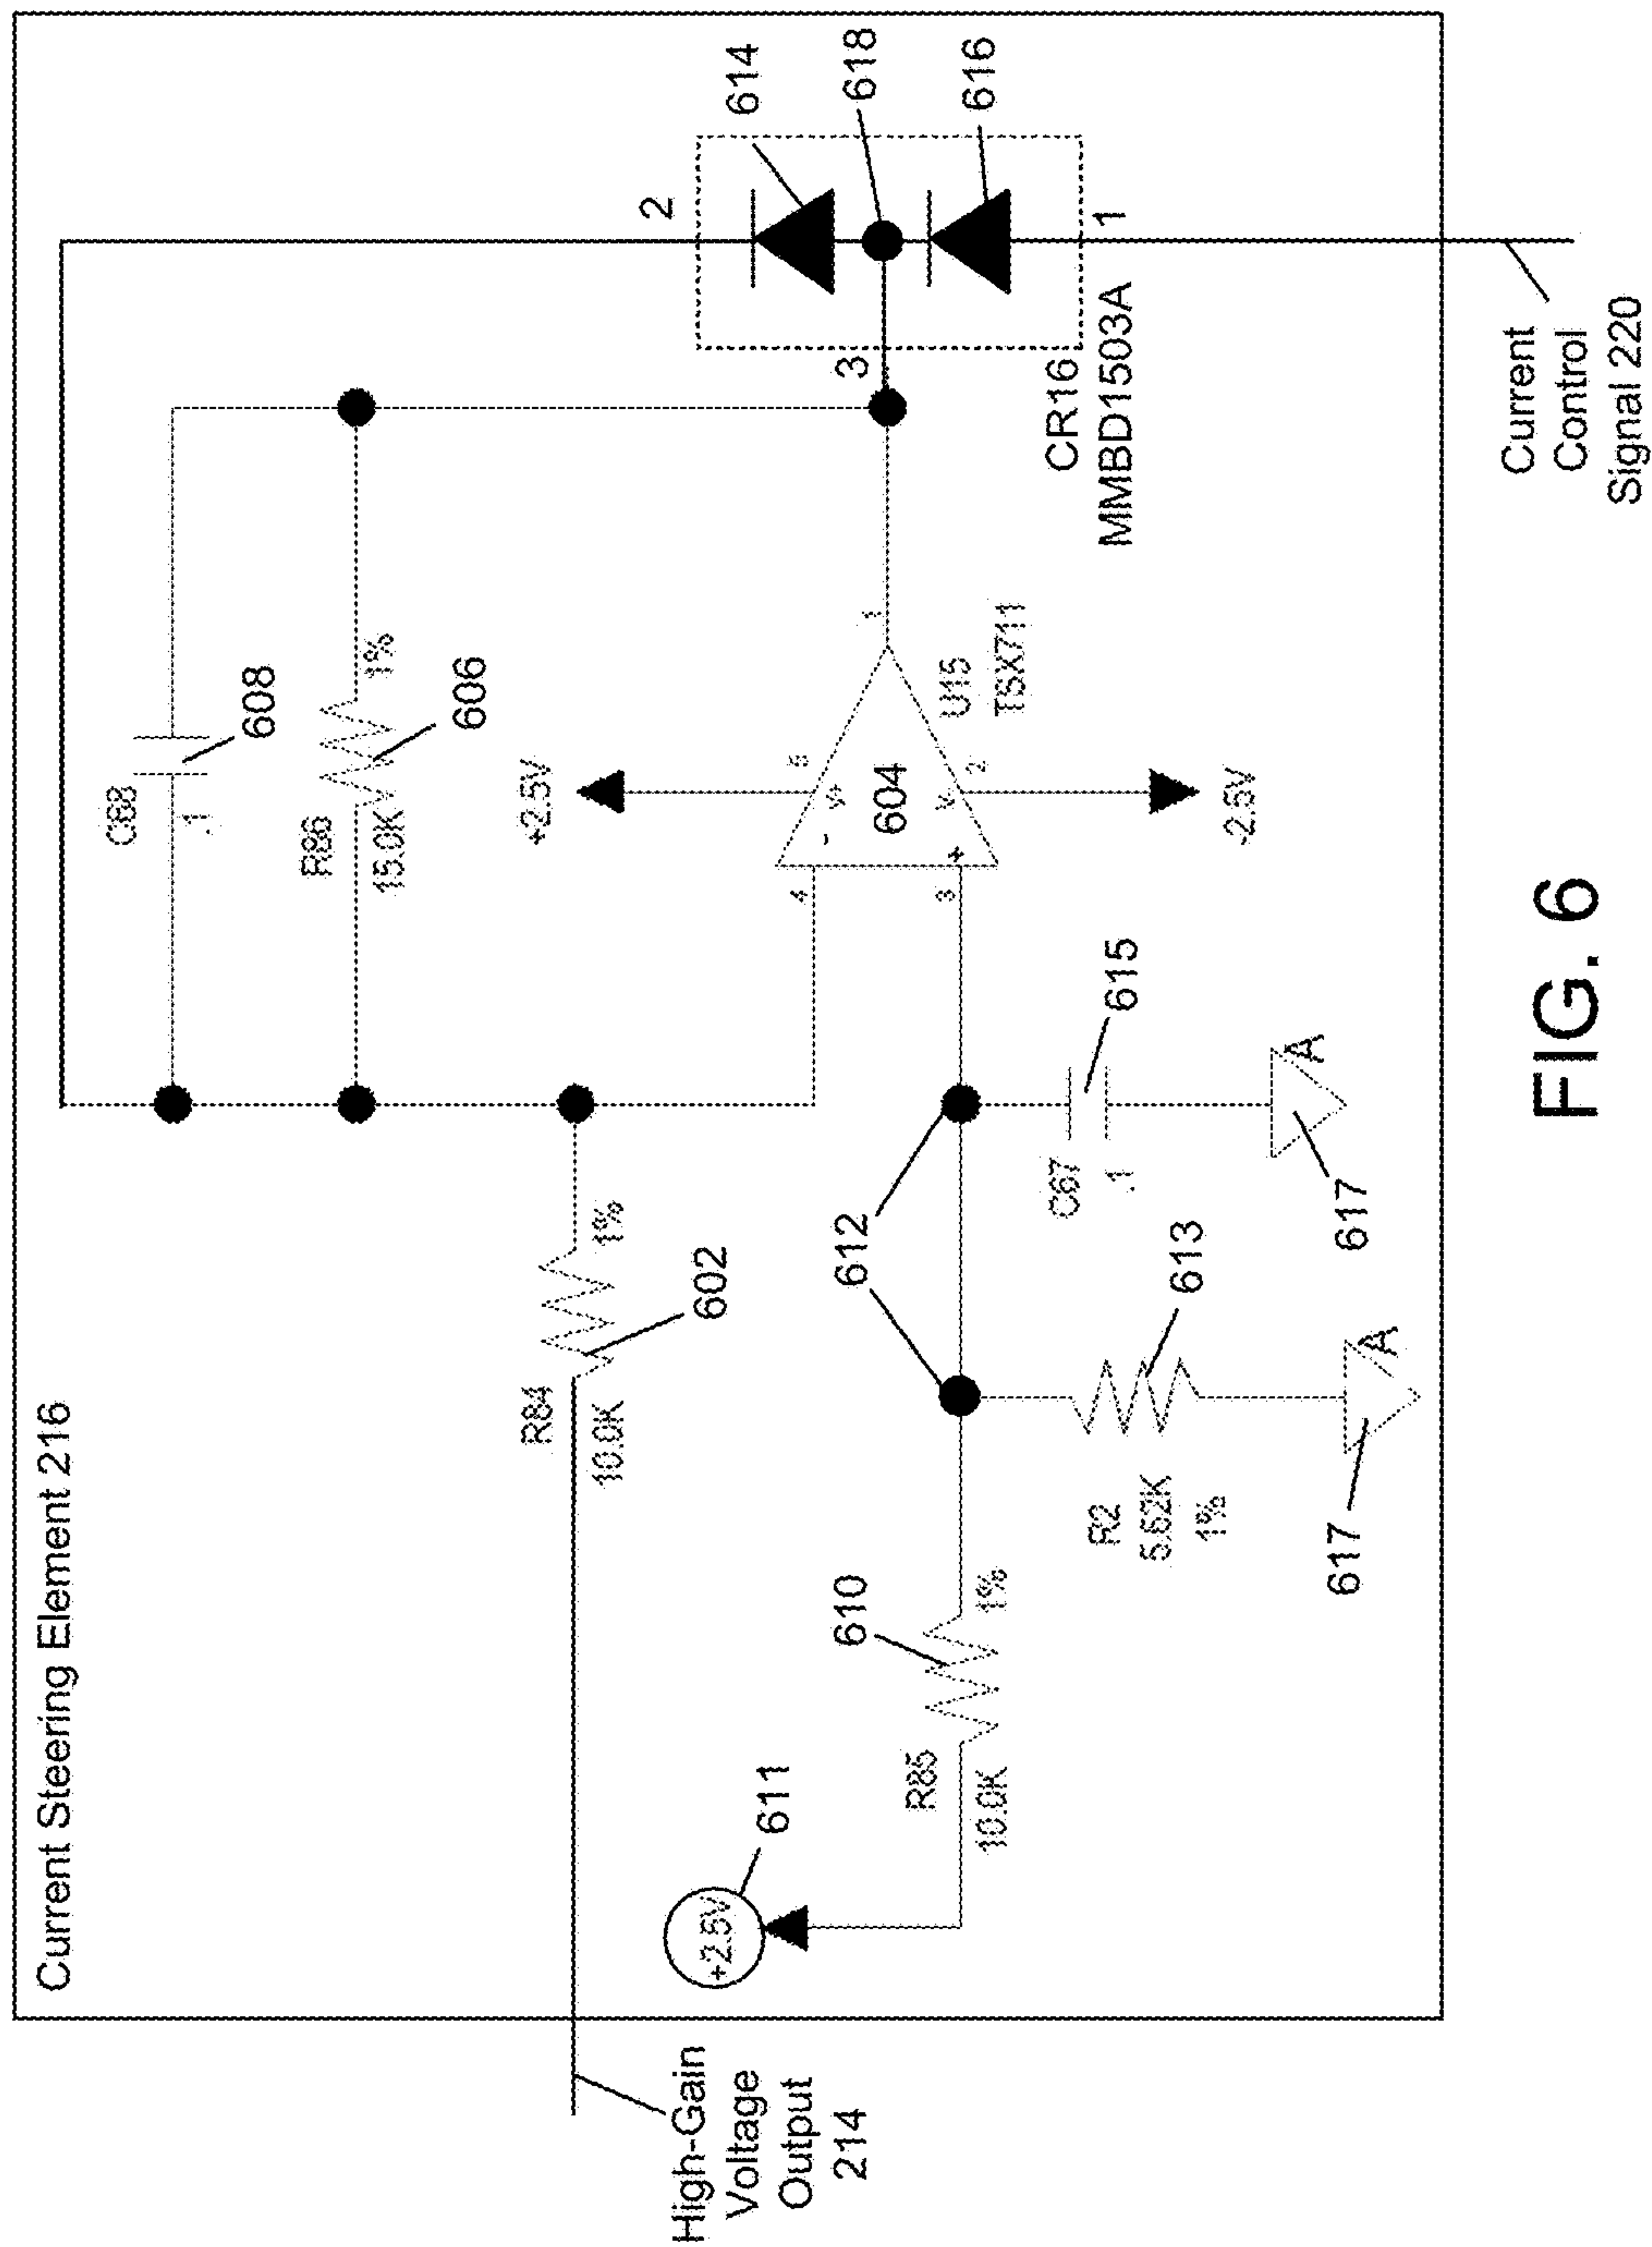 Current Steering Element 216
High-Gain
Voltage
Output
214
R84
10.0K
1%
602
C68
.1
608
R86
15.0K
1%
606
+2.5V
611
R85
10.0K
1%
610
612
R2
5.62K
1%
613
617
A
C67
.1
615
617
A
+2.5V
4
-
5
V+
604
3
+
V-
2
1
-2.5V
U15
TSX711
2
614
618
616
3
1
CR16
MMBD1503A
Current
Control
Signal 220
FIG. 6